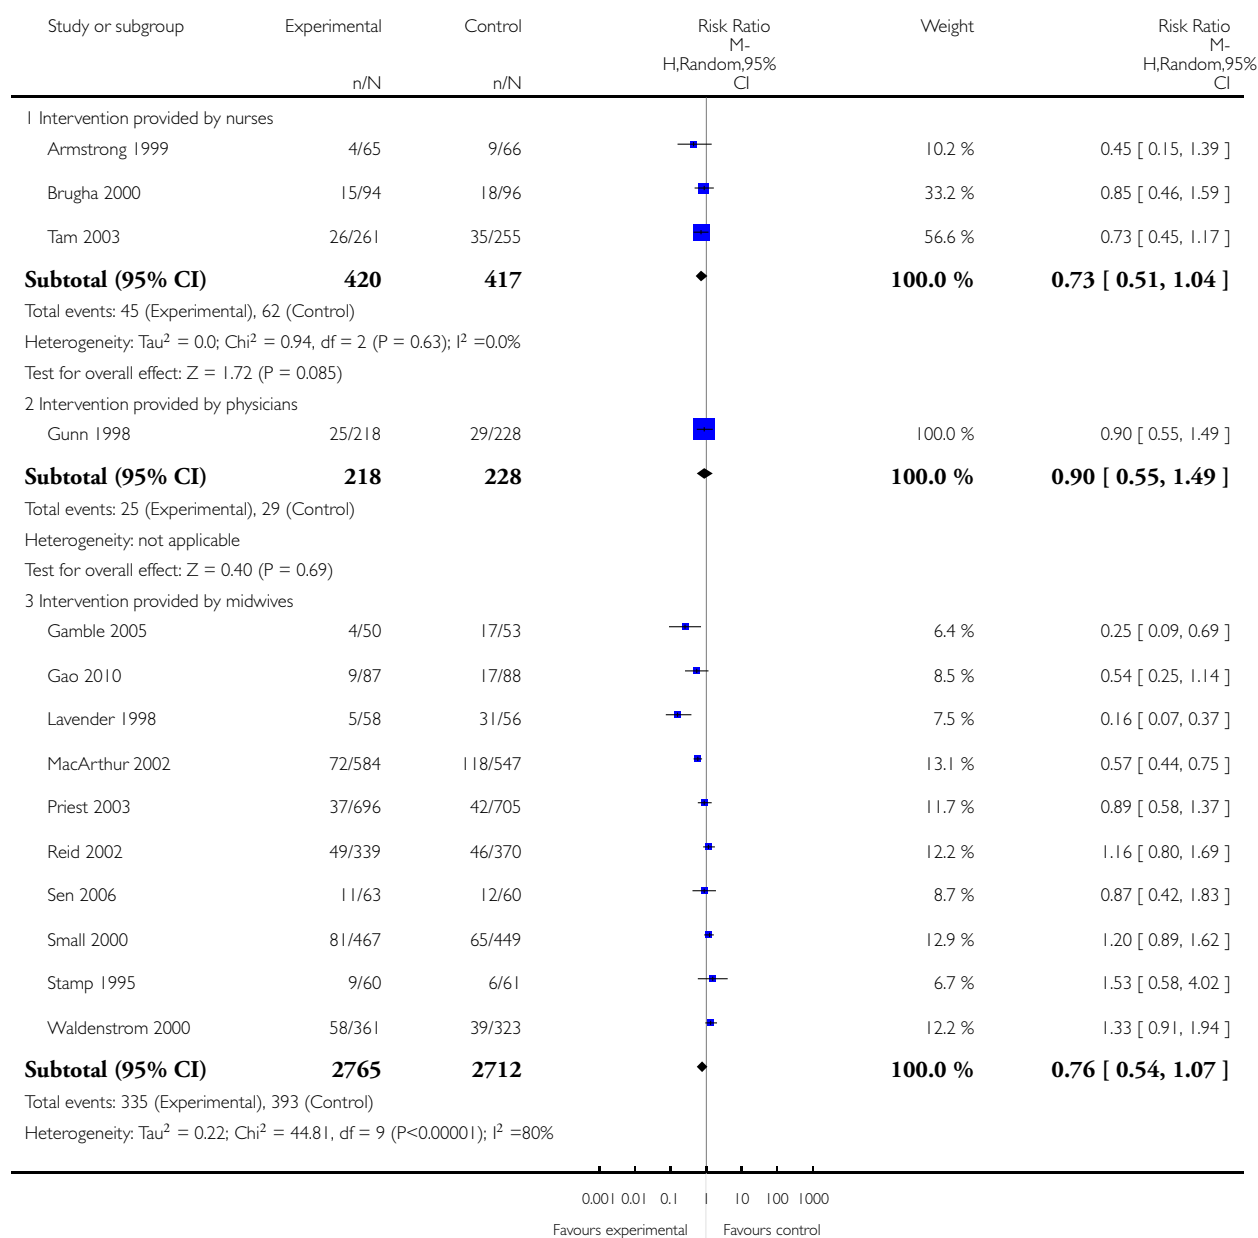 Study or subgroup Experimental Control Risk Ratio Weight Risk Ratio
M- M-
H,Random,95% H,Random,95%
n/N n/N CI CI
1 Intervention provided by nurses
Armstrong 1999 4/65 9/66 10.2 % 0.45 [ 0.15, 1.39 ]
Brugha 2000 15/94 18/96 33.2 % 0.85 [ 0.46, 1.59 ]
Tam 2003 26/261 35/255 56.6 % 0.73 [ 0.45, 1.17 ]
Subtotal (95% CI) 420 417 100.0 % 0.73 [ 0.51, 1.04 ]
Total events: 45 (Experimental), 62 (Control)
Heterogeneity: Tau² = 0.0; Chi² = 0.94, df = 2 (P = 0.63); I² =0.0%
Test for overall effect: Z = 1.72 (P = 0.085)
2 Intervention provided by physicians
Gunn 1998 25/218 29/228 100.0 % 0.90 [ 0.55, 1.49 ]
Subtotal (95% CI) 218 228 100.0 % 0.90 [ 0.55, 1.49 ]
Total events: 25 (Experimental), 29 (Control)
Heterogeneity: not applicable
Test for overall effect: Z = 0.40 (P = 0.69)
3 Intervention provided by midwives
Gamble 2005 4/50 17/53 6.4 % 0.25 [ 0.09, 0.69 ]
Gao 2010 9/87 17/88 8.5 % 0.54 [ 0.25, 1.14 ]
Lavender 1998 5/58 31/56 7.5 % 0.16 [ 0.07, 0.37 ]
MacArthur 2002 72/584 118/547 13.1 % 0.57 [ 0.44, 0.75 ]
Priest 2003 37/696 42/705 11.7 % 0.89 [ 0.58, 1.37 ]
Reid 2002 49/339 46/370 12.2 % 1.16 [ 0.80, 1.69 ]
Sen 2006 11/63 12/60 8.7 % 0.87 [ 0.42, 1.83 ]
Small 2000 81/467 65/449 12.9 % 1.20 [ 0.89, 1.62 ]
Stamp 1995 9/60 6/61 6.7 % 1.53 [ 0.58, 4.02 ]
Waldenstrom 2000 58/361 39/323 12.2 % 1.33 [ 0.91, 1.94 ]
Subtotal (95% CI) 2765 2712 100.0 % 0.76 [ 0.54, 1.07 ]
Total events: 335 (Experimental), 393 (Control)
Heterogeneity: Tau² = 0.22; Chi² = 44.81, df = 9 (P<0.00001); I² =80%
0.001 0.01 0.1 1 10 100 1000
Favours experimental Favours control